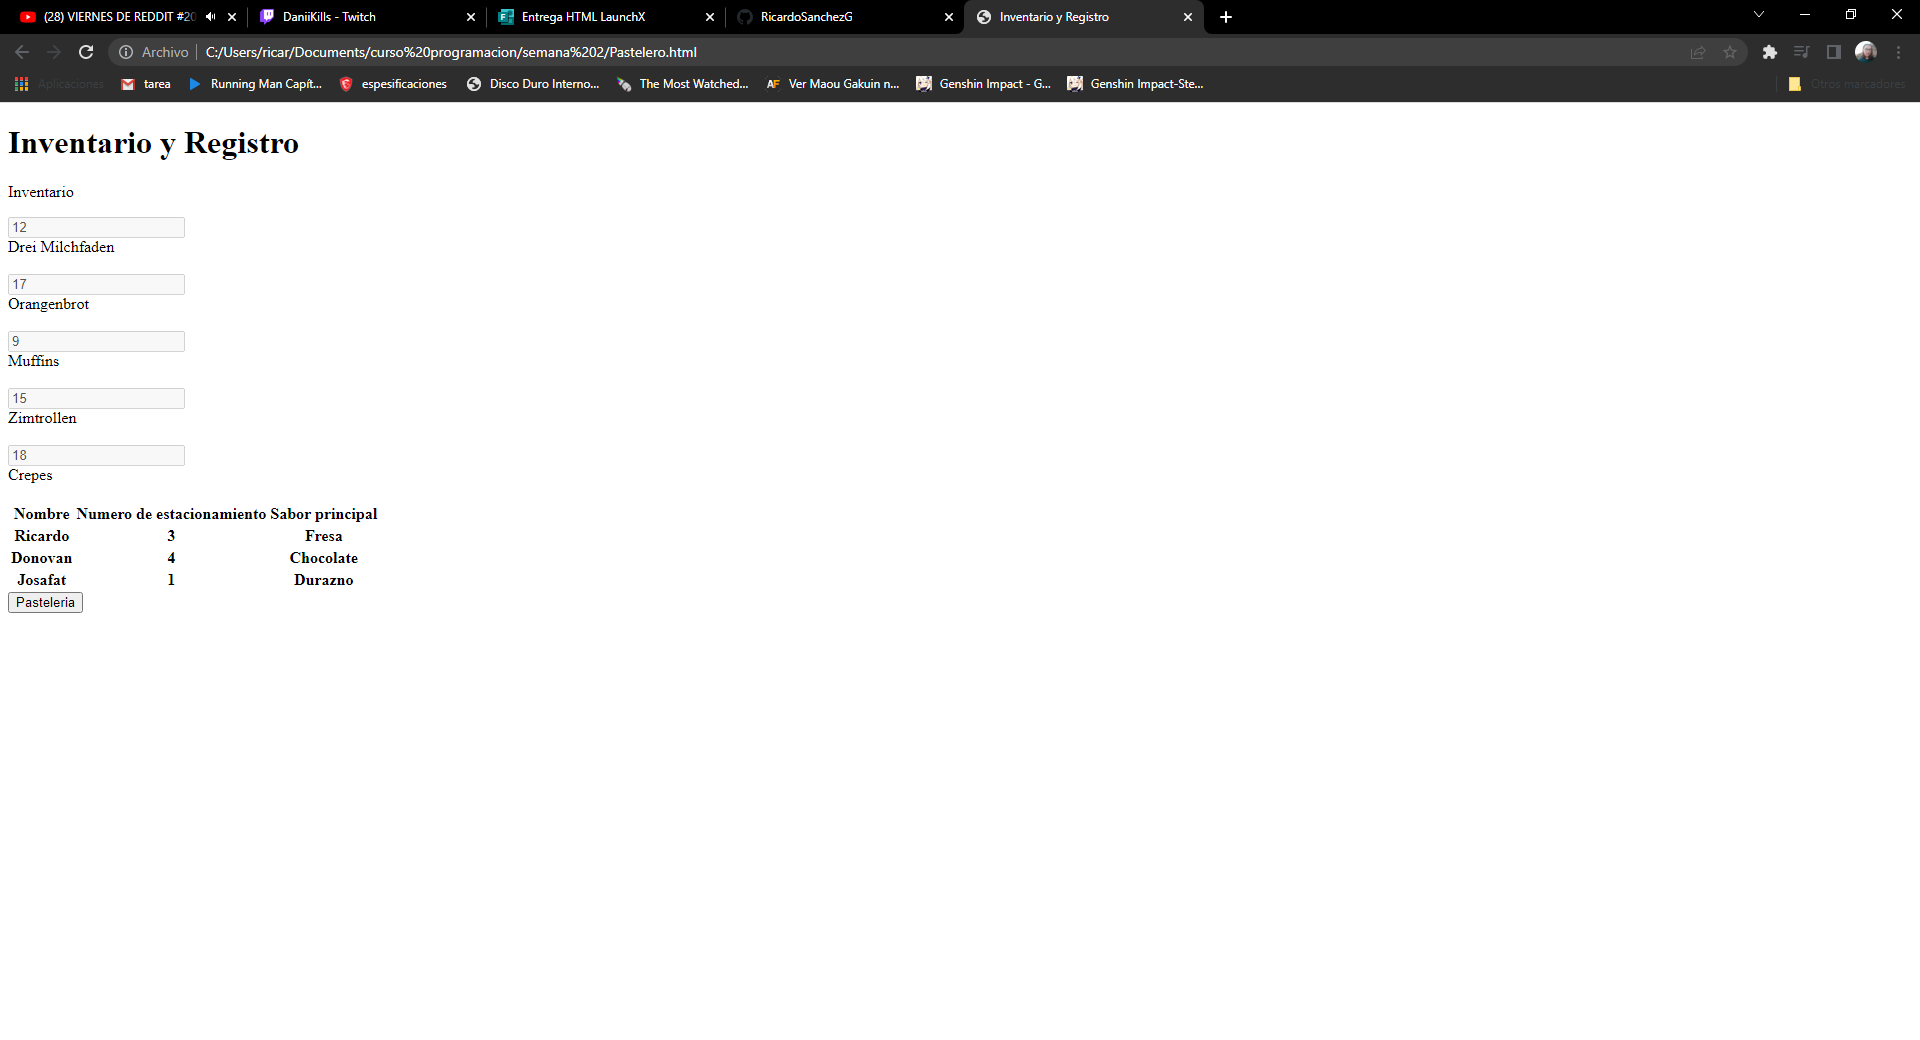 (28) VIERNES DE REDDIT #20
DaniiKills - Twitch
Entrega HTML LaunchX
RicardoSanchezG
Inventario y Registro
Archivo
C:/Users/ricar/Documents/curso%20programacion/semana%202/Pastelero.html
Aplicaciones
tarea
Running Man Capít...
espesificaciones
Disco Duro Interno...
The Most Watched...
AF Ver Maou Gakuin n...
Genshin Impact - G...
Genshin Impact-Ste...
Otros marcadores
Inventario y Registro
Inventario
12
Drei Milchfaden
17
Orangenbrot
9
Muffins
15
Zimtrollen
18
Crepes
Nombre Numero de estacionamiento Sabor principal
Ricardo 3 Fresa
Donovan 4 Chocolate
Josafat 1 Durazno
Pasteleria